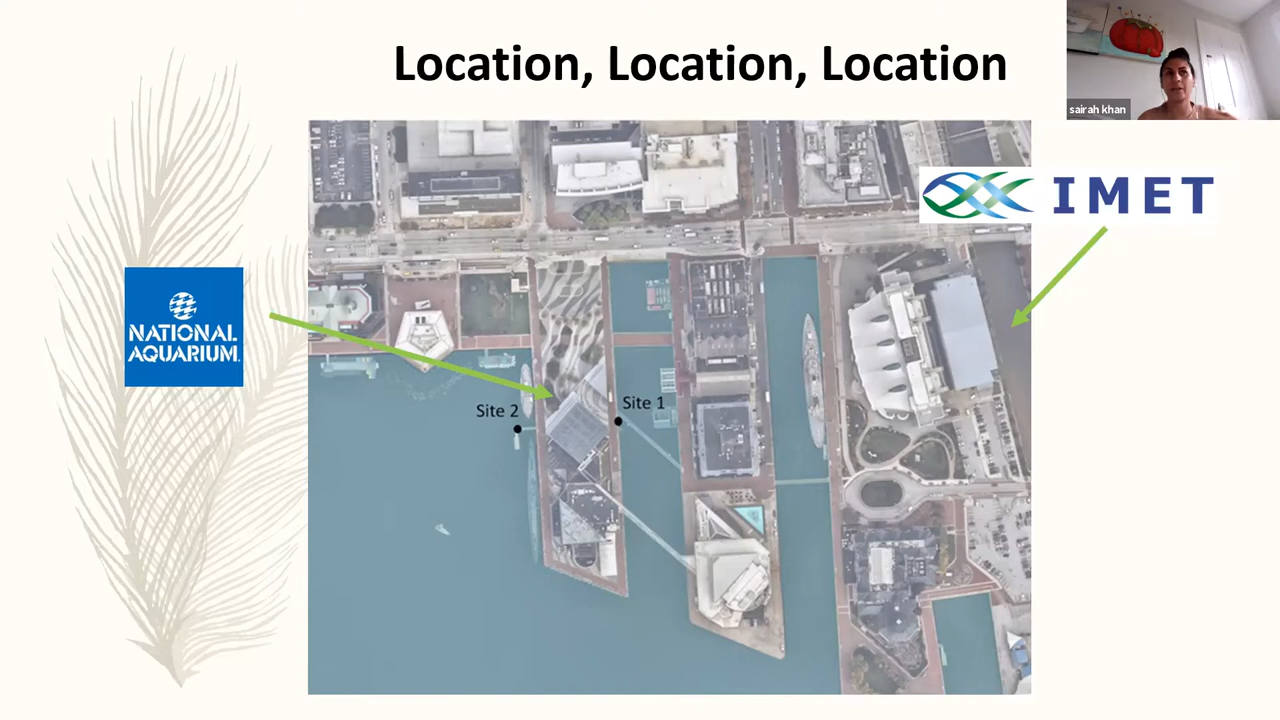 Location, Location, Location
sairah khan
IMET
NATIONAL
AQUARIUM
Site 1
Site 2